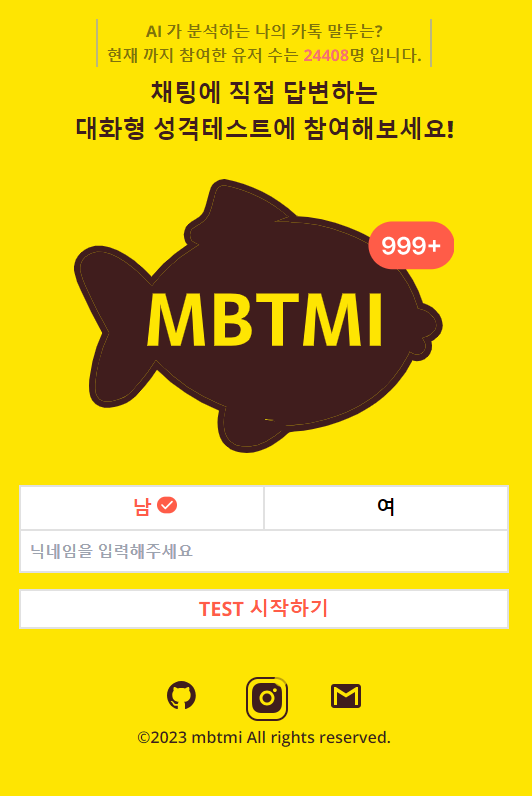 AI 가 분석하는 나의 카톡 말투는?
현재 까지 참여한 유저 수는 24408명 입니다.
채팅에 직접 답변하는
대화형 성격테스트에 참여해보세요!
999+
MBTMI
남
여
닉네임을 입력해주세요
TEST 시작하기
©2023 mbtmi All rights reserved.